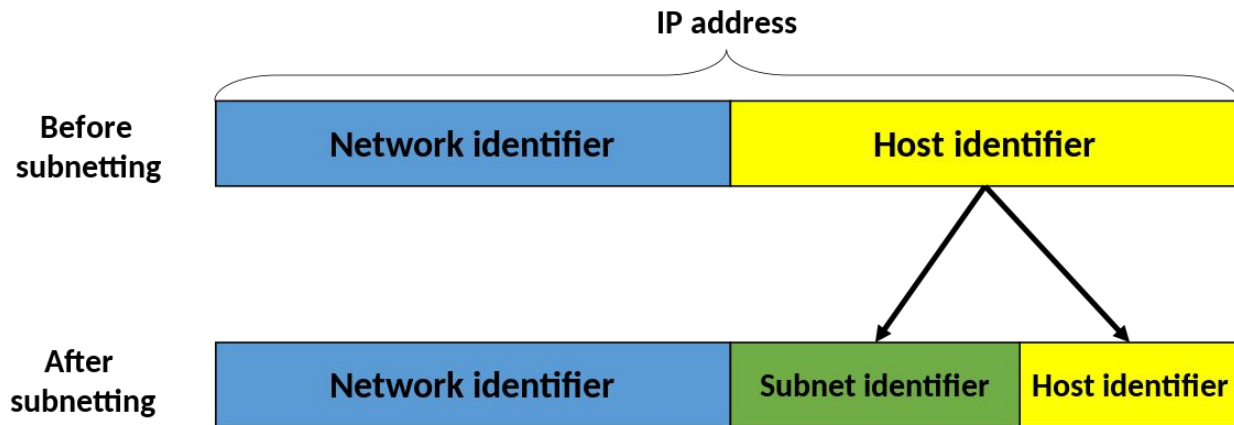 IP address
Before
subnetting
Network identifier
Host identifier
After
subnetting
Network identifier
Subnet identifier
Host identifier